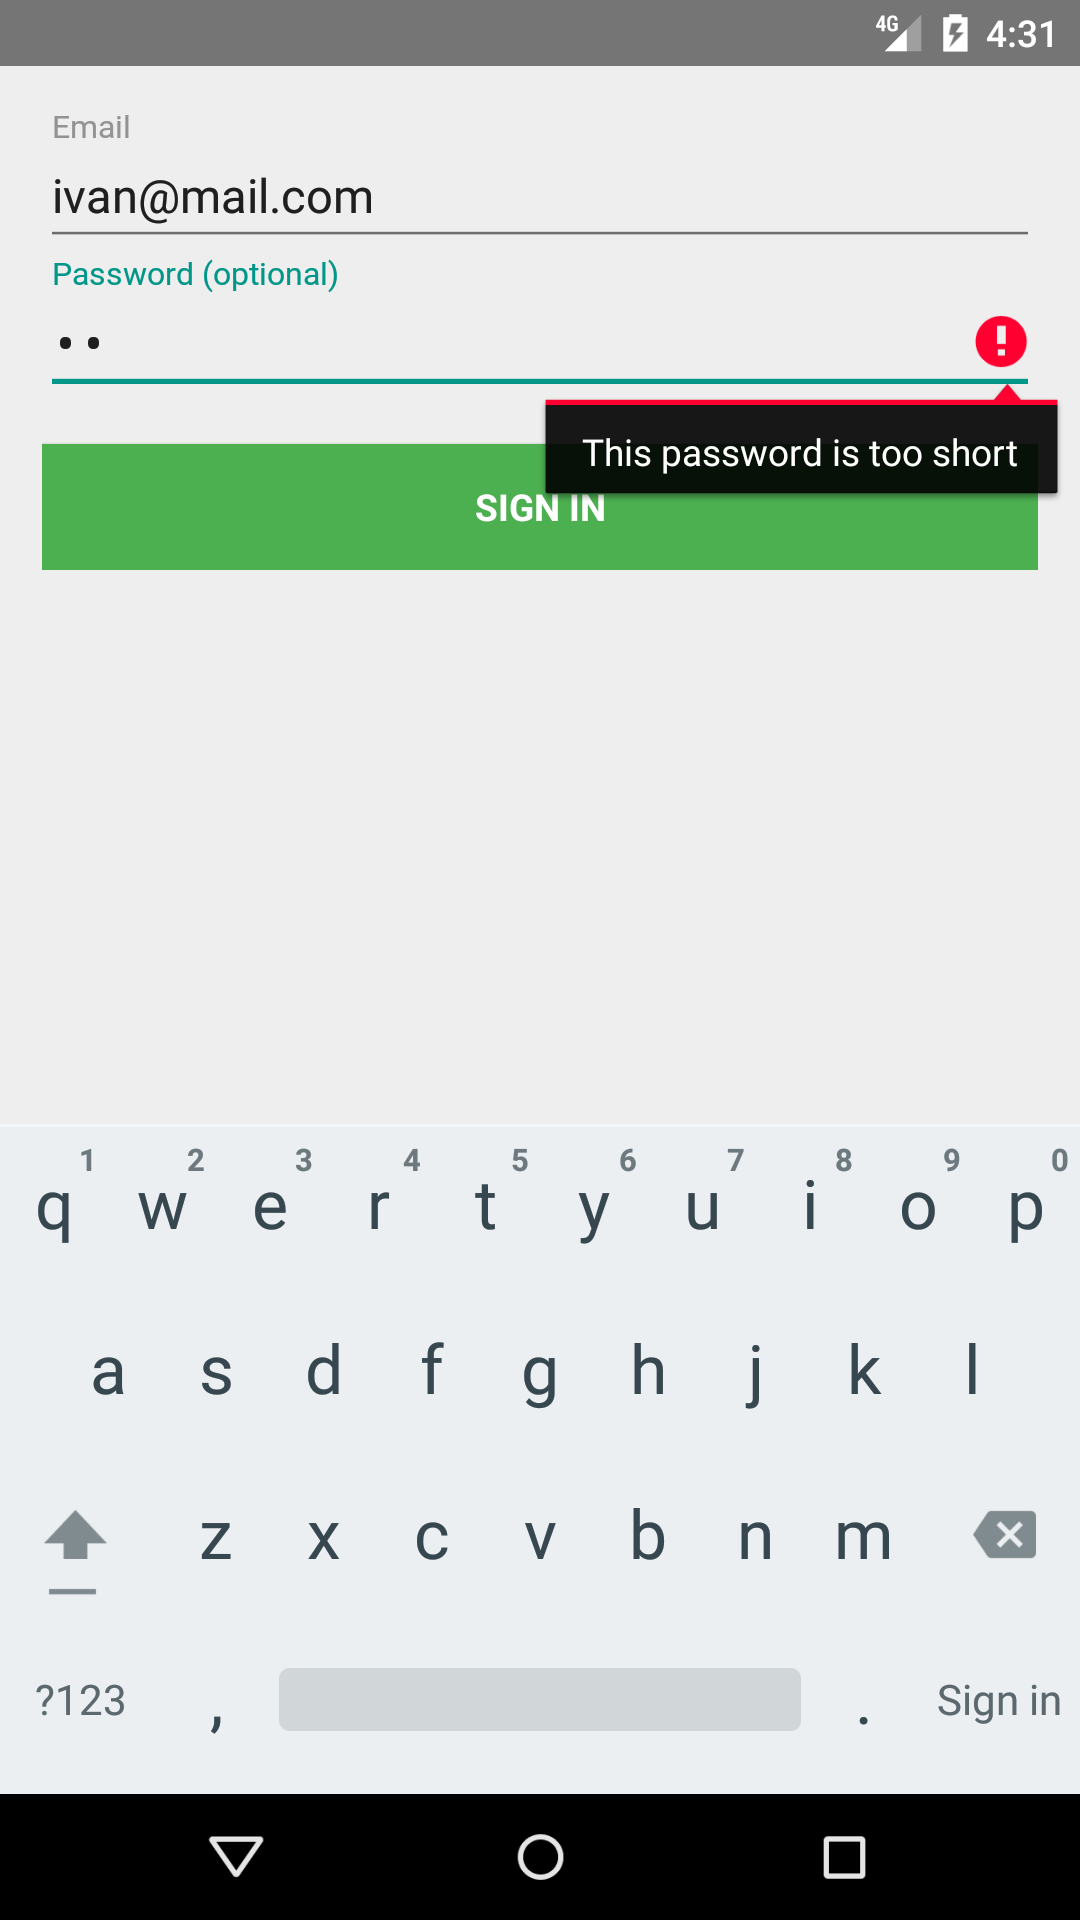 4G 4:31
Email
ivan@mail.com
Password (optional)
••
This password is too short
SIGN IN
1 2 3 4 5 6 7 8 9 0
q w e r t y u i o p
a s d f g h j k l
z x c v b n m
?123 , . Sign in